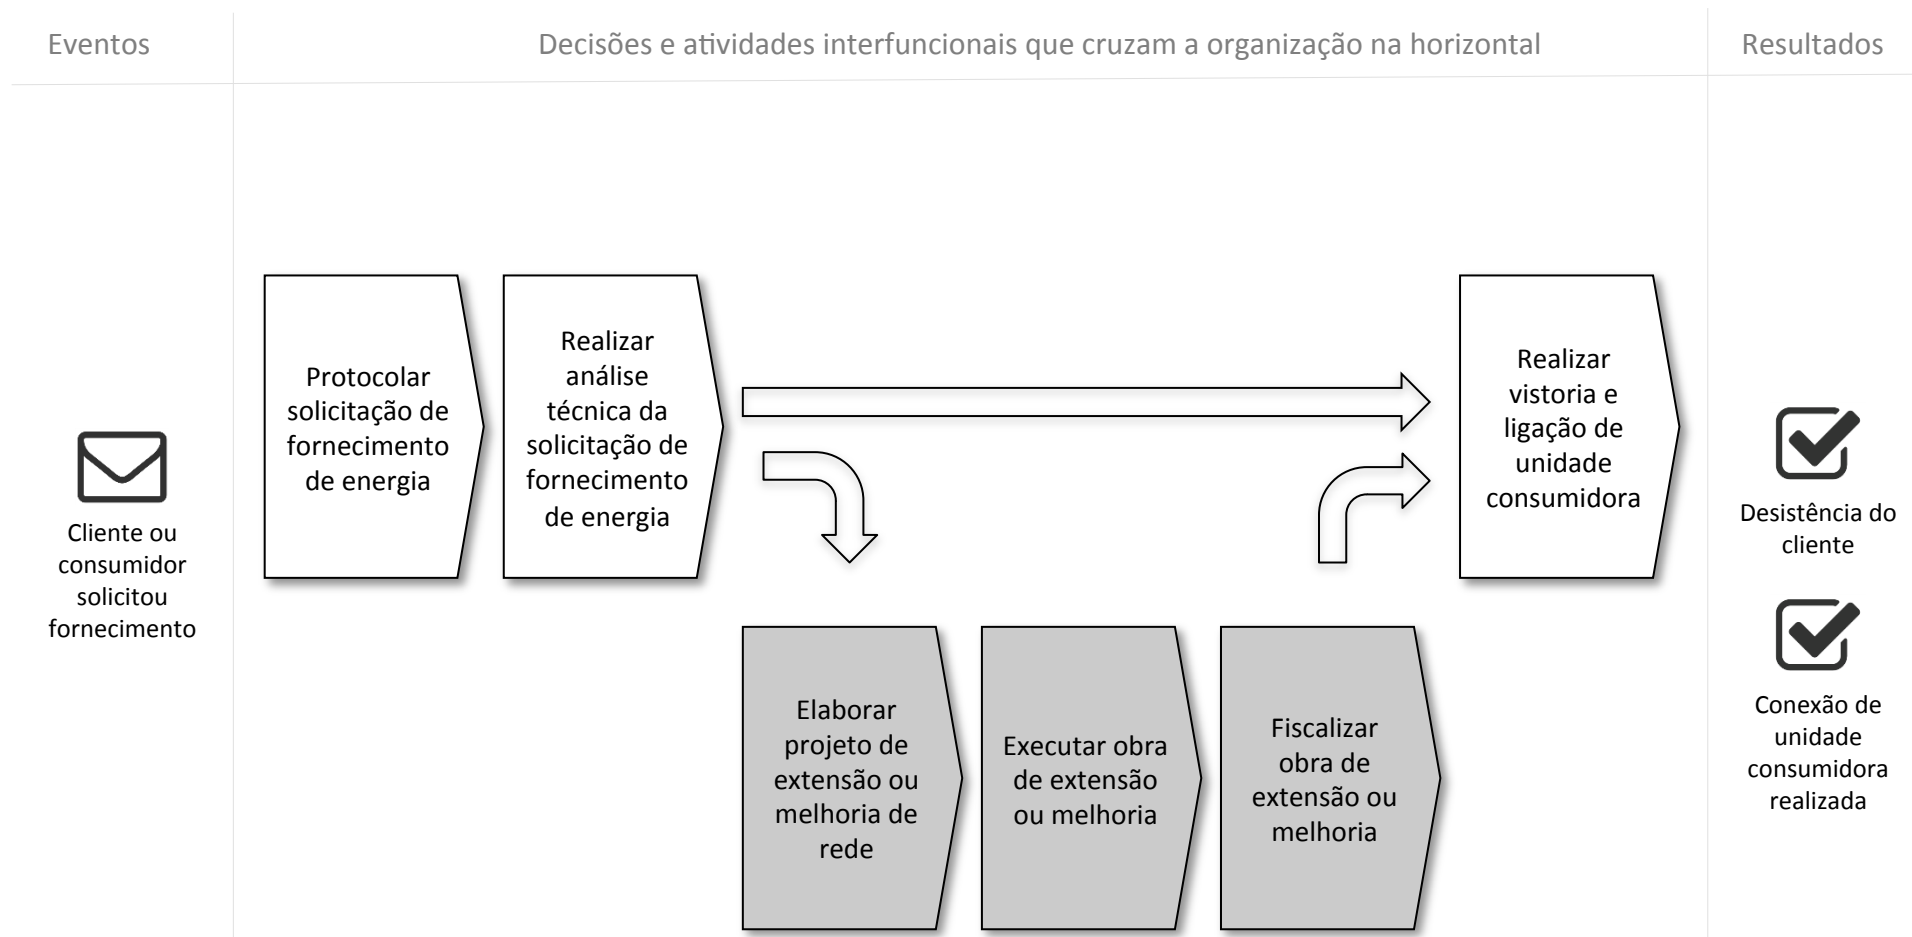 Eventos
Decisões e atividades interfuncionais que cruzam a organização na horizontal
Resultados
Cliente ou
consumidor
solicitou
fornecimento
Protocolar
solicitação de
fornecimento
de energia
Realizar
análise
técnica da
solicitação de
fornecimento
de energia
Realizar
vistoria e
ligação de
unidade
consumidora
Elaborar
projeto de
extensão ou
melhoria de
rede
Executar obra
de extensão
ou melhoria
Fiscalizar
obra de
extensão ou
melhoria
Desistência do
cliente
Conexão de
unidade
consumidora
realizada